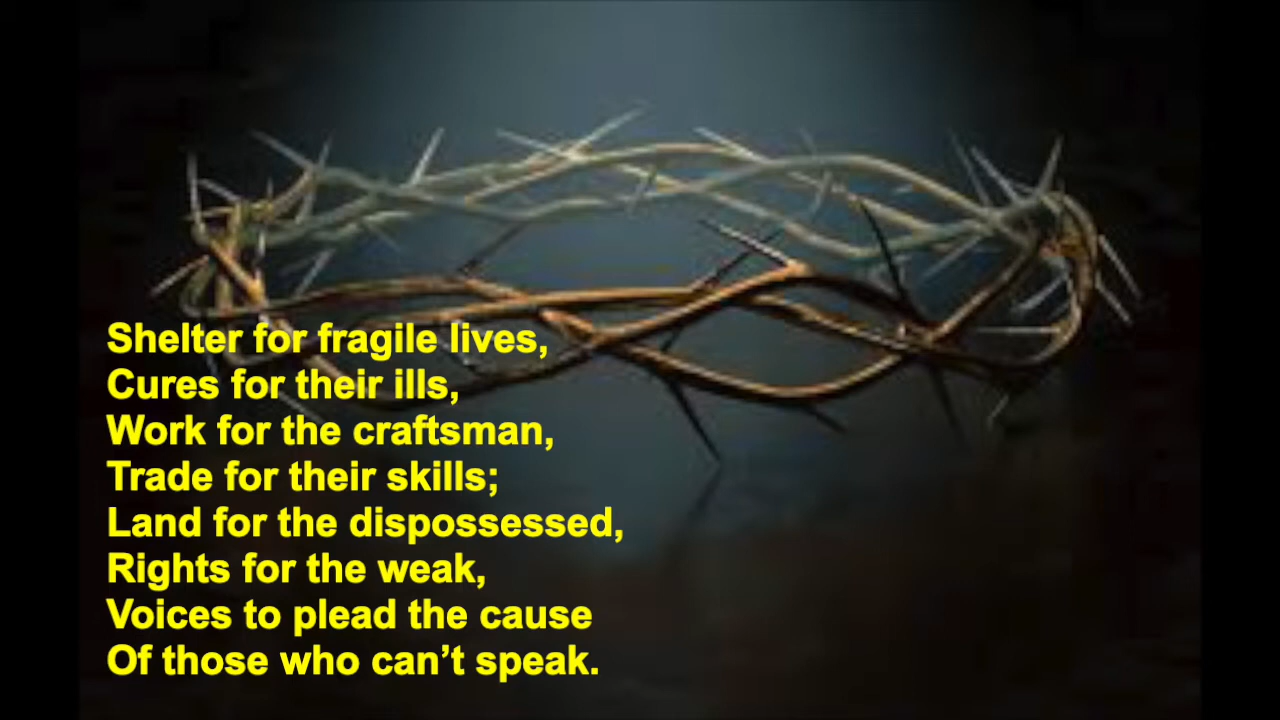 Shelter for fragile lives,
Cures for their ills,
Work for the craftsman,
Trade for their skills;
Land for the dispossessed,
Rights for the weak,
Voices to plead the cause
Of those who can’t speak.